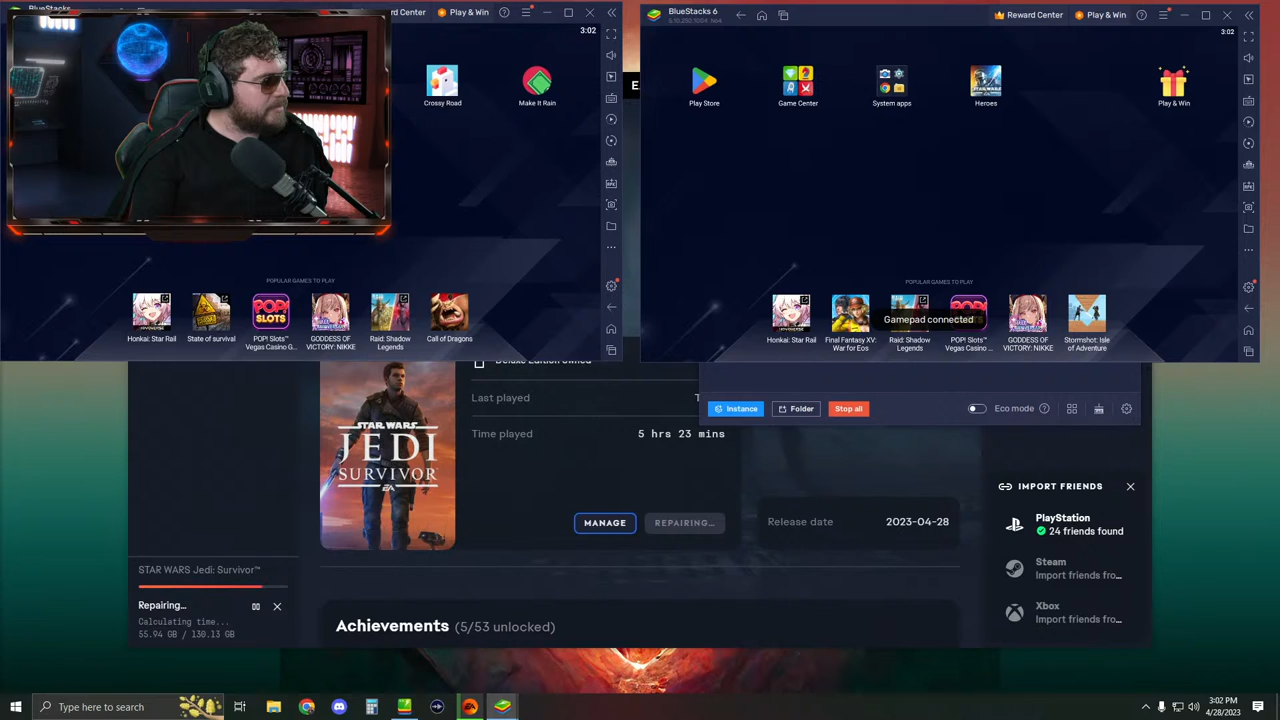 rd Center
Play & Win
3:02
Crossy Road
Make It Rain
POPULAR GAMES TO PLAY
Honkai: Star Rail
State of survival
POP! Slots™
Vegas Casino G...
GODDESS OF
VICTORY: NIKKE
Raid: Shadow
Legends
Call of Dragons
BlueStacks 6
Reward Center
Play & Win
3:02
Play Store
Game Center
System apps
Heroes
Play & Win
POPULAR GAMES TO PLAY
Gamepad connected
Honkai: Star Rail
Final Fantasy XV:
War for Eos
Raid: Shadow
Legends
POP! Slots™
Vegas Casino ...
GODDESS OF
VICTORY: NIKKE
Stormshot: Isle
of Adventure
Instance
Folder
Stop all
Eco mode
Deluxe Edition owned
Last played
Time played
5 hrs 23 mins
STAR WARS
JEDI
SURVIVOR
EA
MANAGE
REPAIRING...
Release date
2023-04-28
IMPORT FRIENDS
PlayStation
24 friends found
Steam
Import friends fro...
Xbox
Import friends fro...
STAR WARS Jedi: Survivor™
Repairing...
Calculating time...
55.94 GB / 130.13 GB
Achievements (5/53 unlocked)
Type here to search
3:02 PM
4/28/2023